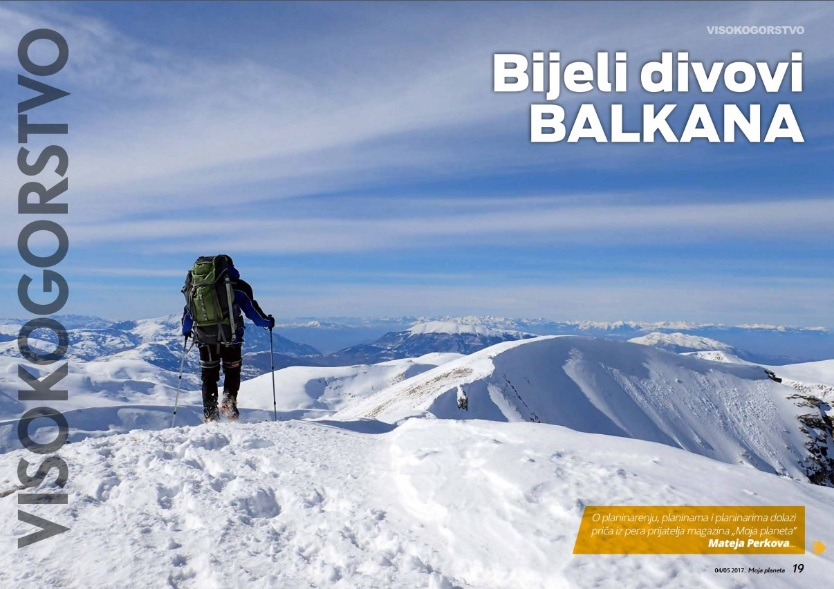 VISOKOGORSTVO
VISOKOGORSTVO
Bijeli divovi
BALKANA
O planinarenju, planinama i planinarima dolazi
priča iz pera prijatelja magazina „Moja planeta”
Mateja Perkova...
04/05 2017. Moja planeta 19